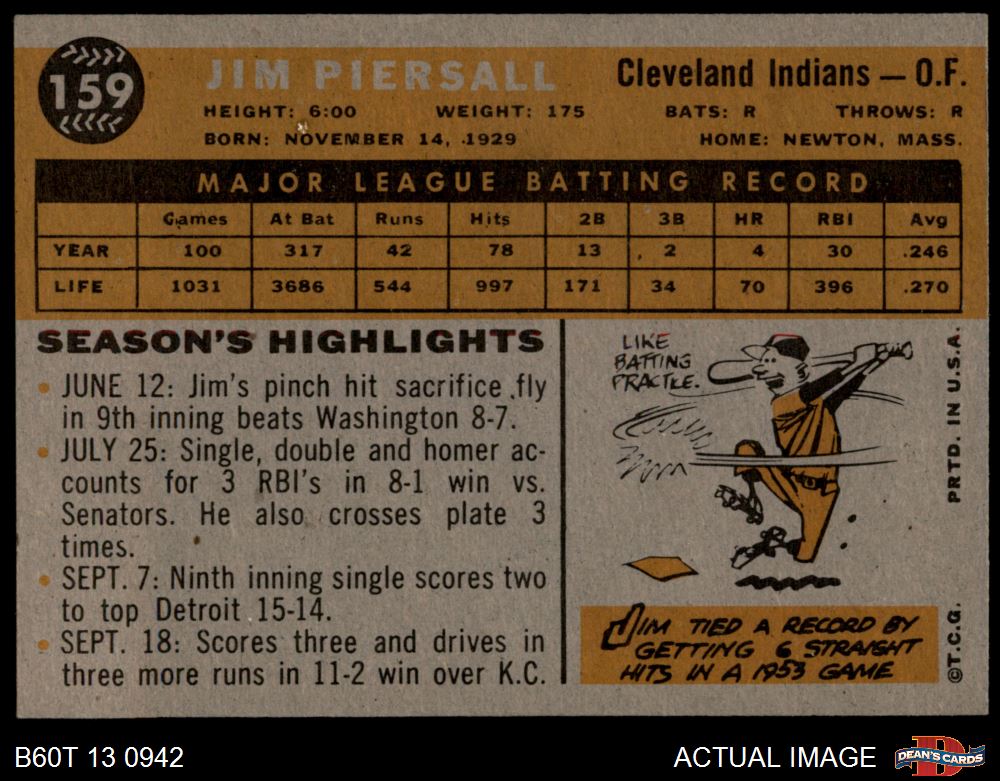 159
JIM PIERSALL
Cleveland Indians — O.F.
HEIGHT: 6:00 WEIGHT: 175 BATS: R THROWS: R
BORN: NOVEMBER 14, 1929 HOME: NEWTON, MASS.
MAJOR LEAGUE BATTING RECORD
Games At Bat Runs Hits 2B 3B HR RBI Avg
YEAR 100 317 42 78 13 2 4 30 .246
LIFE 1031 3686 544 997 171 34 70 396 .270
SEASON'S HIGHLIGHTS
• JUNE 12: Jim's pinch hit sacrifice fly
in 9th inning beats Washington 8-7.
• JULY 25: Single, double and homer ac-
counts for 3 RBI's in 8-1 win vs.
Senators. He also crosses plate 3
times.
• SEPT. 7: Ninth inning single scores two
to top Detroit 15-14.
• SEPT. 18: Scores three and drives in
three more runs in 11-2 win over K.C.
LIKE
BATTING
PRACTICE.
JIM TIED A RECORD BY
GETTING 6 STRAIGHT
HITS IN A 1953 GAME
©T.C.G. PRTD. IN U.S.A.
B60T 13 0942
ACTUAL IMAGE
D
DEAN'S CARDS